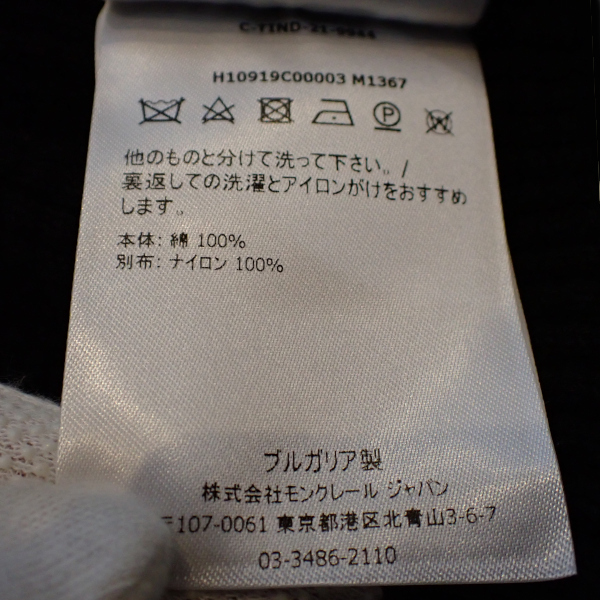 H10919C00003 M1367
P
他のものと分けて洗って下さい。/
裏返しての洗濯とアイロンがけをおすすめ
します。
本体: 綿 100%
別布: ナイロン 100%
ブルガリア製
株式会社モンクレール ジャパン
〒107-0061 東京都港区北青山3-6-7
03-3486-2110